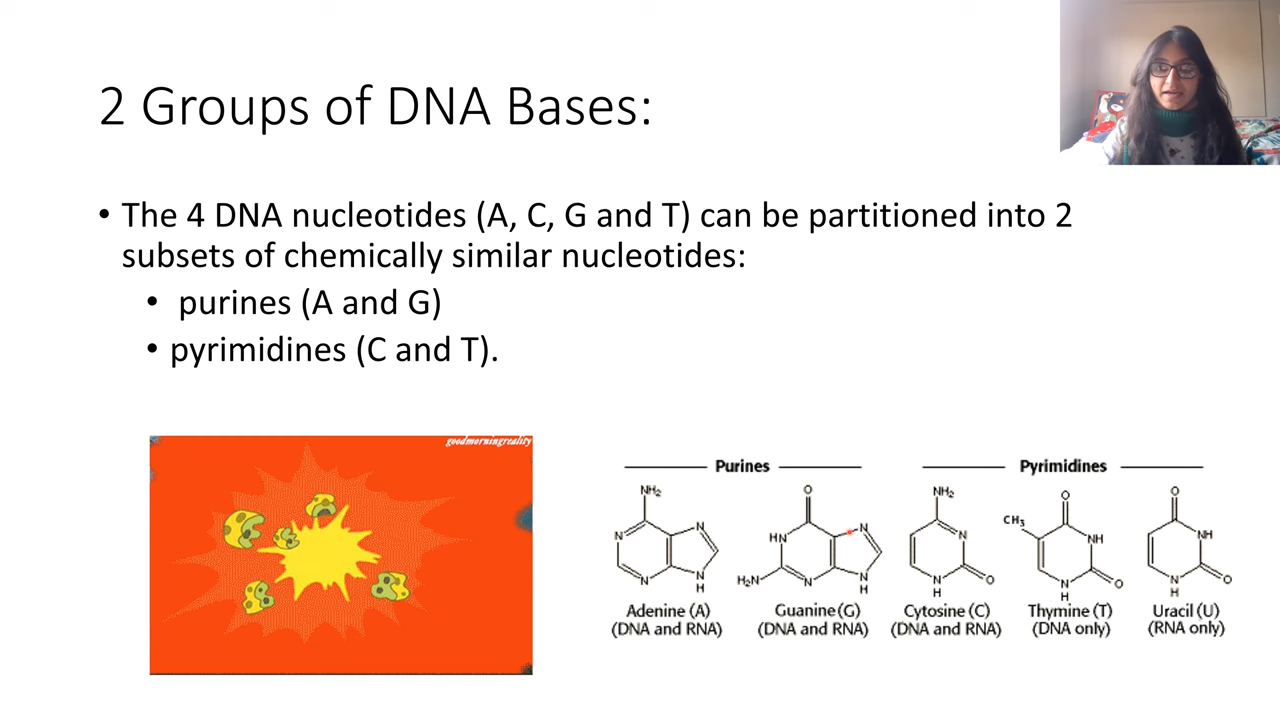 2 Groups of DNA Bases:
• The 4 DNA nucleotides (A, C, G and T) can be partitioned into 2
subsets of chemically similar nucleotides:
• purines (A and G)
• pyrimidines (C and T).
goodmorningreality
Purines
Pyrimidines
NH₂
N
N
N
N
H
O
HN
H₂N
N
N
N
H
NH₂
N
N
H
O
O
CH₃
NH
N
H
O
O
NH
N
H
O
Adenine (A)
(DNA and RNA)
Guanine (G)
(DNA and RNA)
Cytosine (C)
(DNA and RNA)
Thymine (T)
(DNA only)
Uracil (U)
(RNA only)